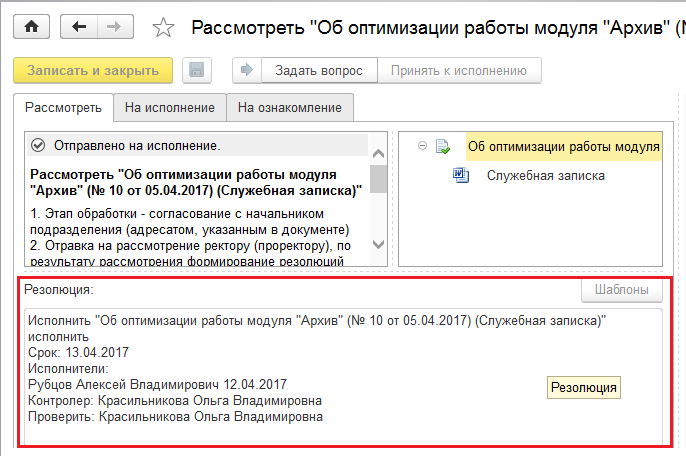 Рассмотреть "Об оптимизации работы модуля "Архив" (
Записать и закрыть
Задать вопрос
Принять к исполнению
Рассмотреть
На исполнение
На ознакомление
Отправлено на исполнение.
Рассмотреть "Об оптимизации работы модуля
"Архив" (№ 10 от 05.04.2017) (Служебная записка)"
1. Этап обработки - согласование с начальником
подразделения (адресатом, указанным в документе)
2. Отравка на рассмотрение ректору (проректору), по
результату рассмотрения формирование резолюций
Об оптимизации работы модуля
Служебная записка
Резолюция:
Шаблоны
Исполнить "Об оптимизации работы модуля "Архив" (№ 10 от 05.04.2017) (Служебная записка)"
исполнить
Срок: 13.04.2017
Исполнители:
Рубцов Алексей Владимирович 12.04.2017
Контролер: Красильникова Ольга Владимировна
Проверить: Красильникова Ольга Владимировна
Резолюция